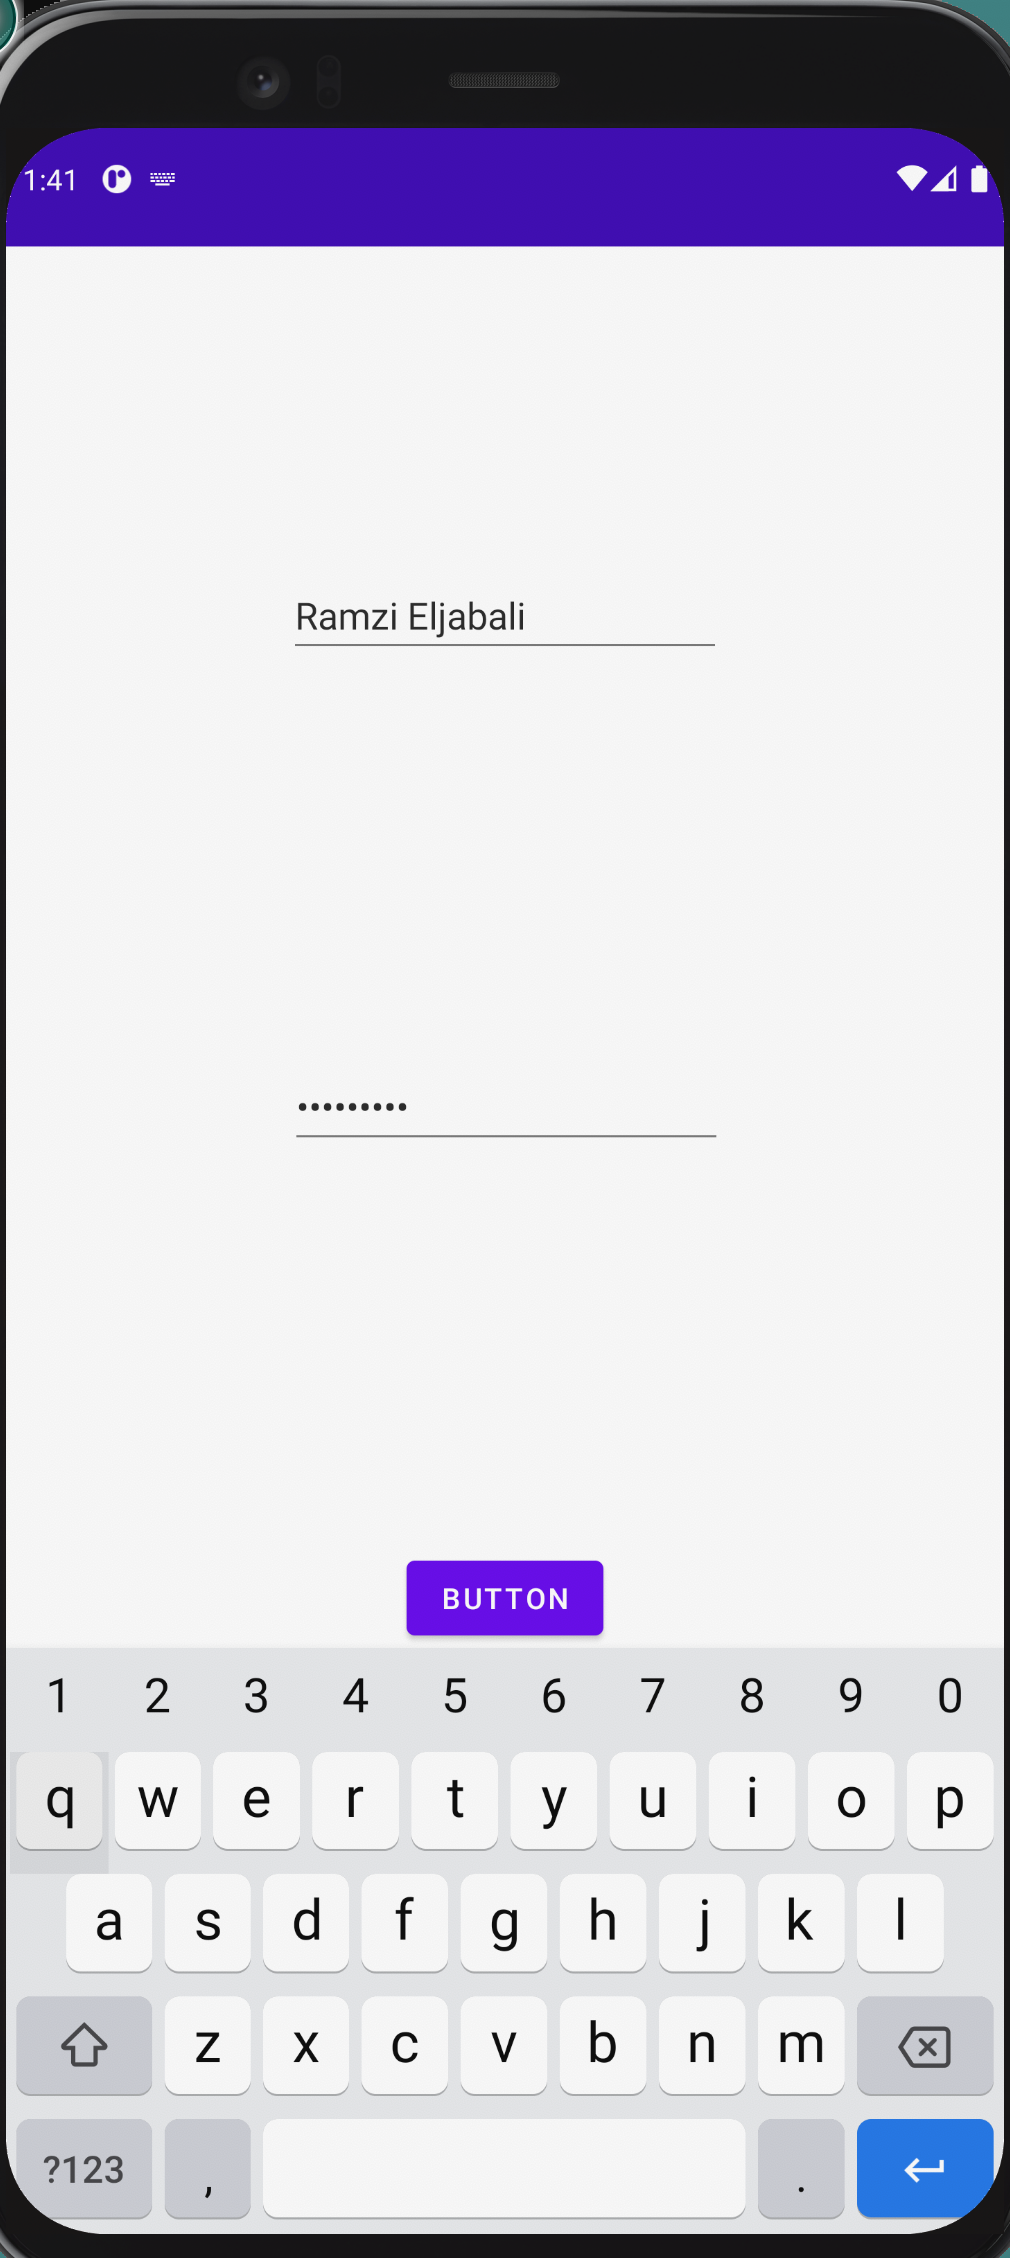 1:41
Ramzi Eljabali
•••••••••
BUTTON
1 2 3 4 5 6 7 8 9 0
q w e r t y u i o p
a s d f g h j k l
z x c v b n m
?123 , .